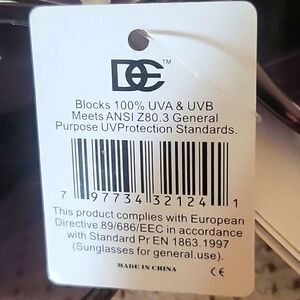 DE™
Blocks 100% UVA & UVB
Meets ANSI Z80.3 General
Purpose UVProtection Standards.
7 97734 32124 1
This product complies with European
Directive 89/686/EEC in accordance
with Standard Pr EN 1863.1997
(Sunglasses for general.use).
MADE IN CHINA CE